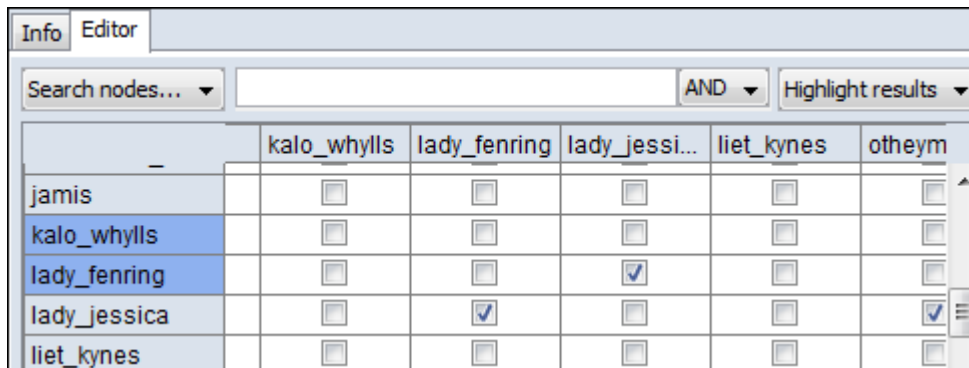 Info Editor
Search nodes... AND Highlight results
kalo_whylls lady_fenring lady_jessi... liet_kynes otheym
jamis
kalo_whylls
lady_fenring
lady_jessica
liet_kynes